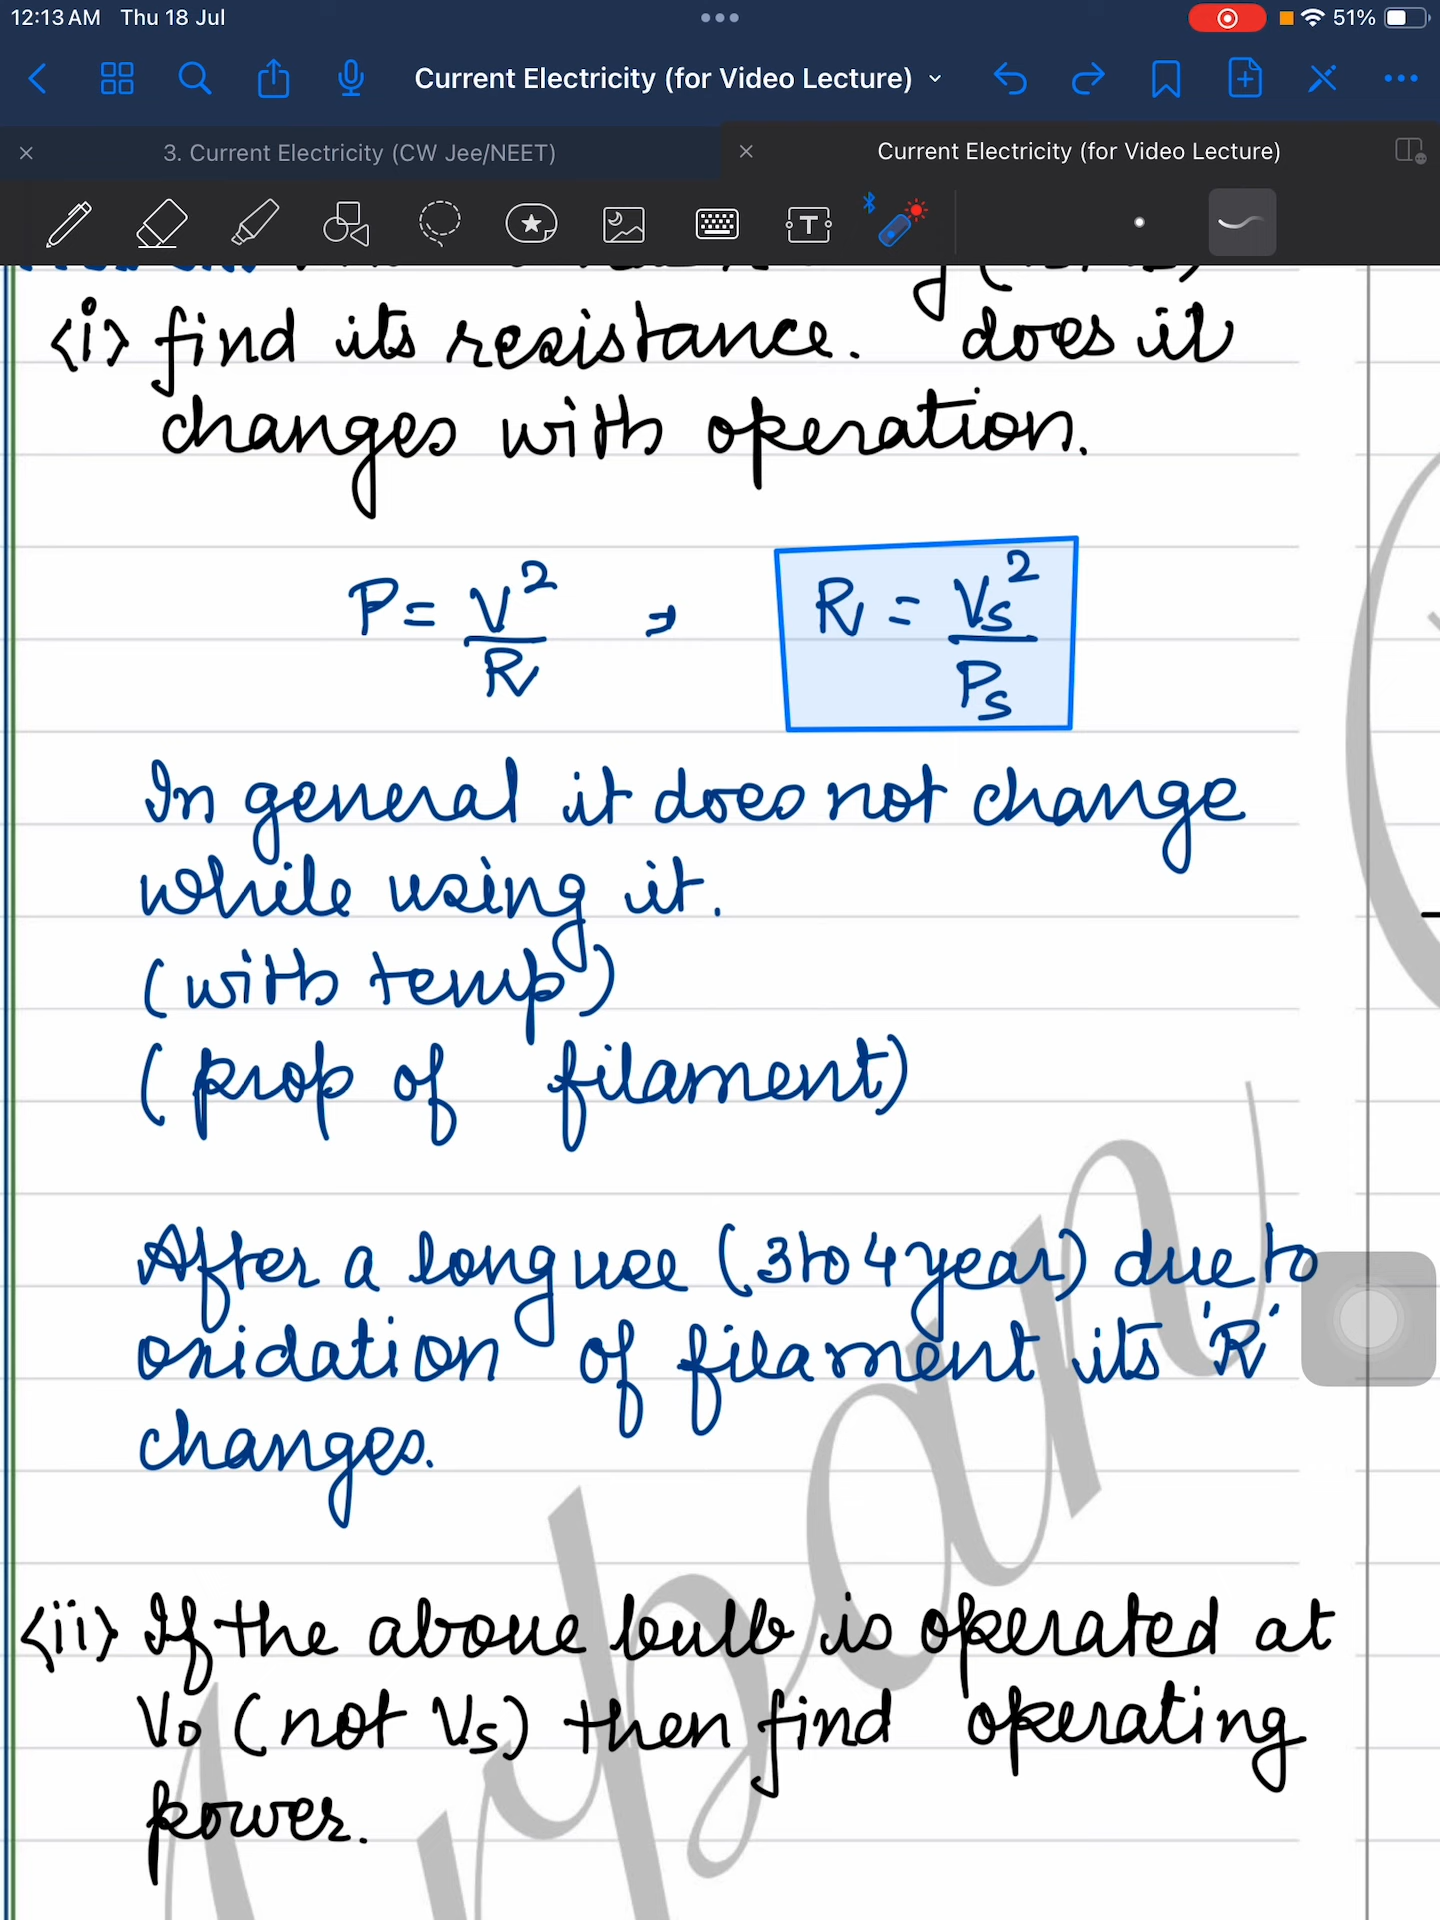 12:13 AM Thu 18 Jul
51%
Current Electricity (for Video Lecture)
3. Current Electricity (CW Jee/NEET)
Current Electricity (for Video Lecture)
T
<i> find its resistance. does it
changes with operation.
P = V² / R ⇒ R = Vs² / Ps
In general it does not change
while using it.
(with temp)
(prop of filament)
After a long use (3 to 4 year) due to
oxidation of filament its 'R'
changes.
<ii> If the above bulb is operated at
Vo (not Vs) then find operating
power.